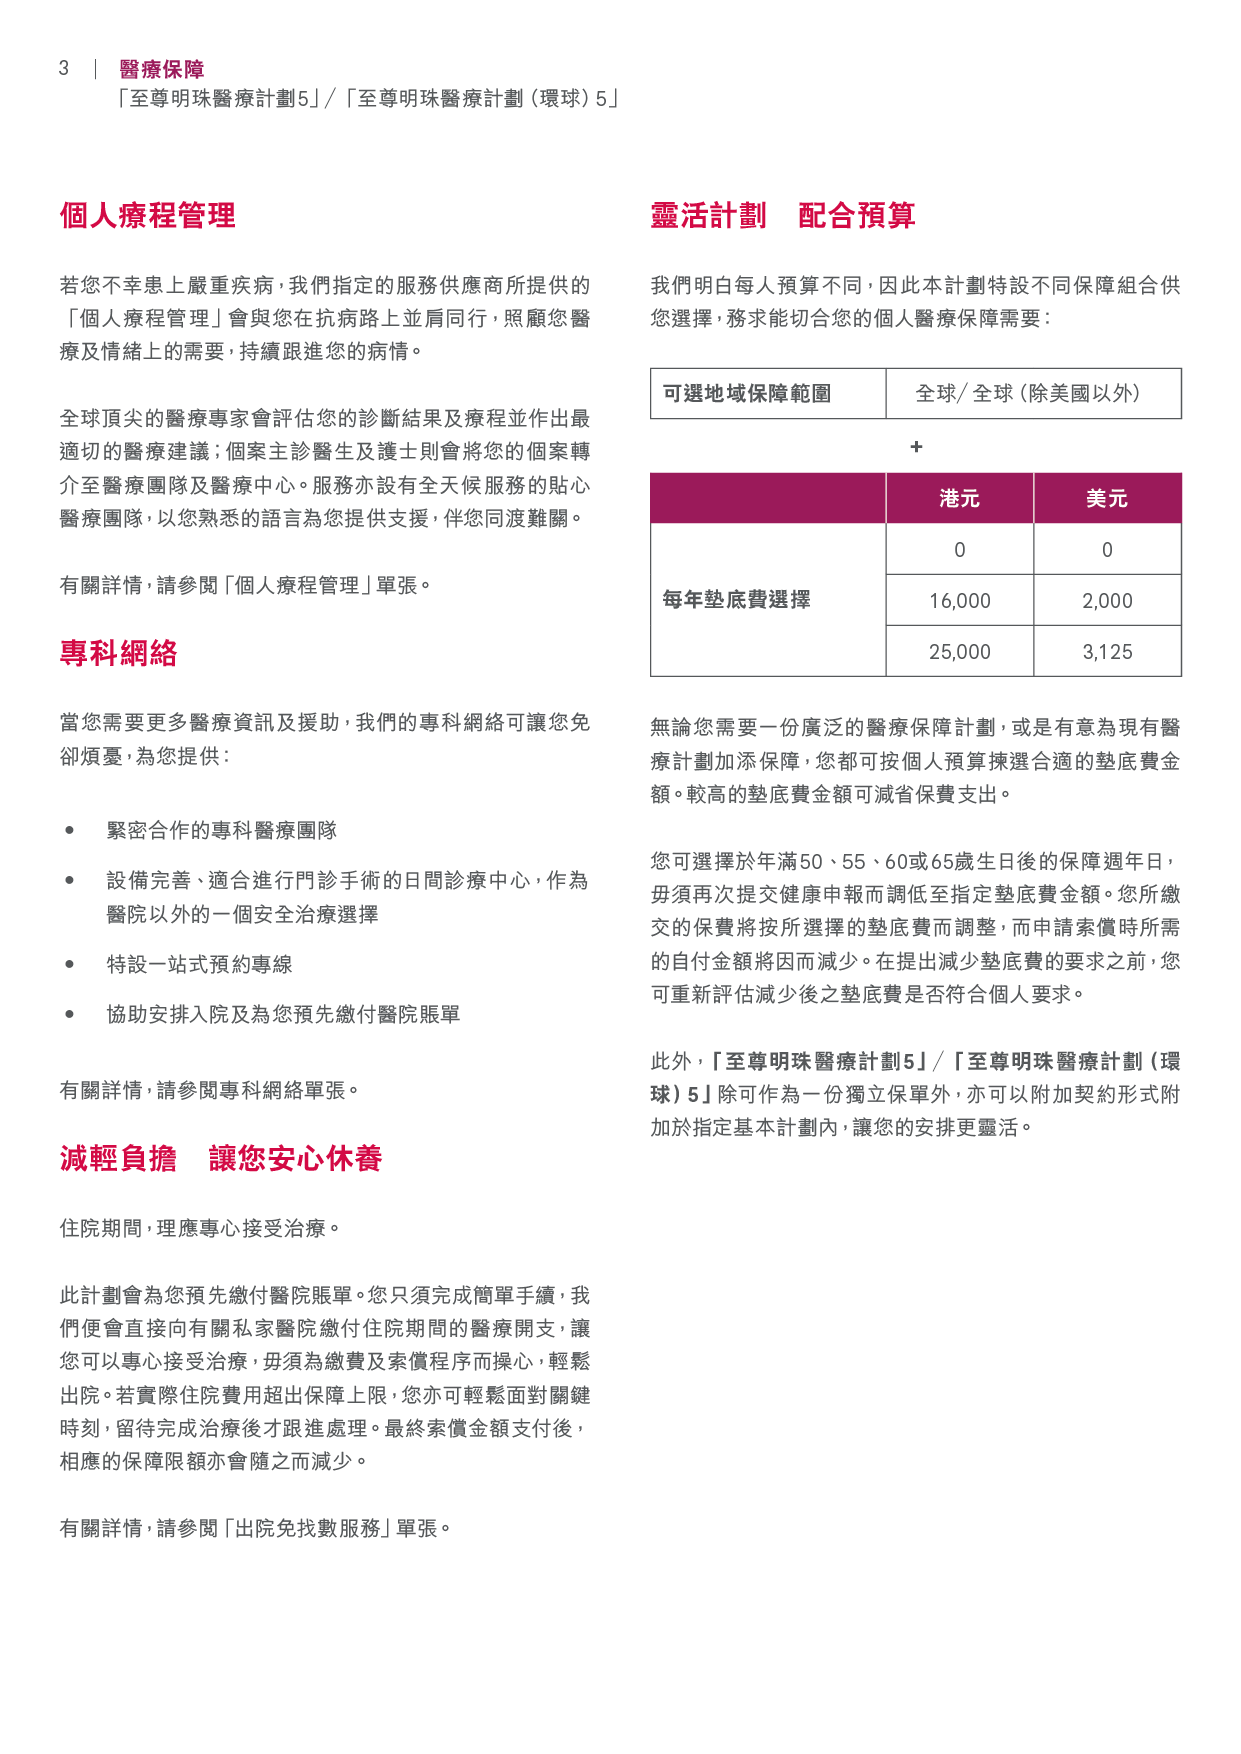 3 | 醫療保障
「至尊明珠醫療計劃5」/「至尊明珠醫療計劃（環球）5」
個人療程管理
若您不幸患上嚴重疾病，我們指定的服務供應商所提供的
「個人療程管理」會與您在抗病路上並肩同行，照顧您醫
療及情緒上的需要，持續跟進您的病情。
全球頂尖的醫療專家會評估您的診斷結果及療程並作出最
適切的醫療建議；個案主診醫生及護士則會將您的個案轉
介至醫療團隊及醫療中心。服務亦設有全天候服務的貼心
醫療團隊，以您熟悉的語言為您提供支援，伴您同渡難關。
有關詳情，請參閱「個人療程管理」單張。
專科網絡
當您需要更多醫療資訊及援助，我們的專科網絡可讓您免
卻煩憂，為您提供：
• 緊密合作的專科醫療團隊
• 設備完善、適合進行門診手術的日間診療中心，作為
醫院以外的一個安全治療選擇
• 特設一站式預約專線
• 協助安排入院及為您預先繳付醫院賬單
有關詳情，請參閱專科網絡單張。
減輕負擔　讓您安心休養
住院期間，理應專心接受治療。
此計劃會為您預先繳付醫院賬單。您只須完成簡單手續，我
們便會直接向有關私家醫院繳付住院期間的醫療開支，讓
您可以專心接受治療，毋須為繳費及索償程序而操心，輕鬆
出院。若實際住院費用超出保障上限，您亦可輕鬆面對關鍵
時刻，留待完成治療後才跟進處理。最終索償金額支付後，
相應的保障限額亦會隨之而減少。
有關詳情，請參閱「出院免找數服務」單張。
靈活計劃　配合預算
我們明白每人預算不同，因此本計劃特設不同保障組合供
您選擇，務求能切合您的個人醫療保障需要：
可選地域保障範圍 全球/全球（除美國以外）
+
港元 美元
0 0
每年墊底費選擇 16,000 2,000
25,000 3,125
無論您需要一份廣泛的醫療保障計劃，或是有意為現有醫
療計劃加添保障，您都可按個人預算揀選合適的墊底費金
額。較高的墊底費金額可減省保費支出。
您可選擇於年滿50、55、60或65歲生日後的保障週年日，
毋須再次提交健康申報而調低至指定墊底費金額。您所繳
交的保費將按所選擇的墊底費而調整，而申請索償時所需
的自付金額將因而減少。在提出減少墊底費的要求之前，您
可重新評估減少後之墊底費是否符合個人要求。
此外，「至尊明珠醫療計劃5」/「至尊明珠醫療計劃（環
球）5」除可作為一份獨立保單外，亦可以附加契約形式附
加於指定基本計劃內，讓您的安排更靈活。